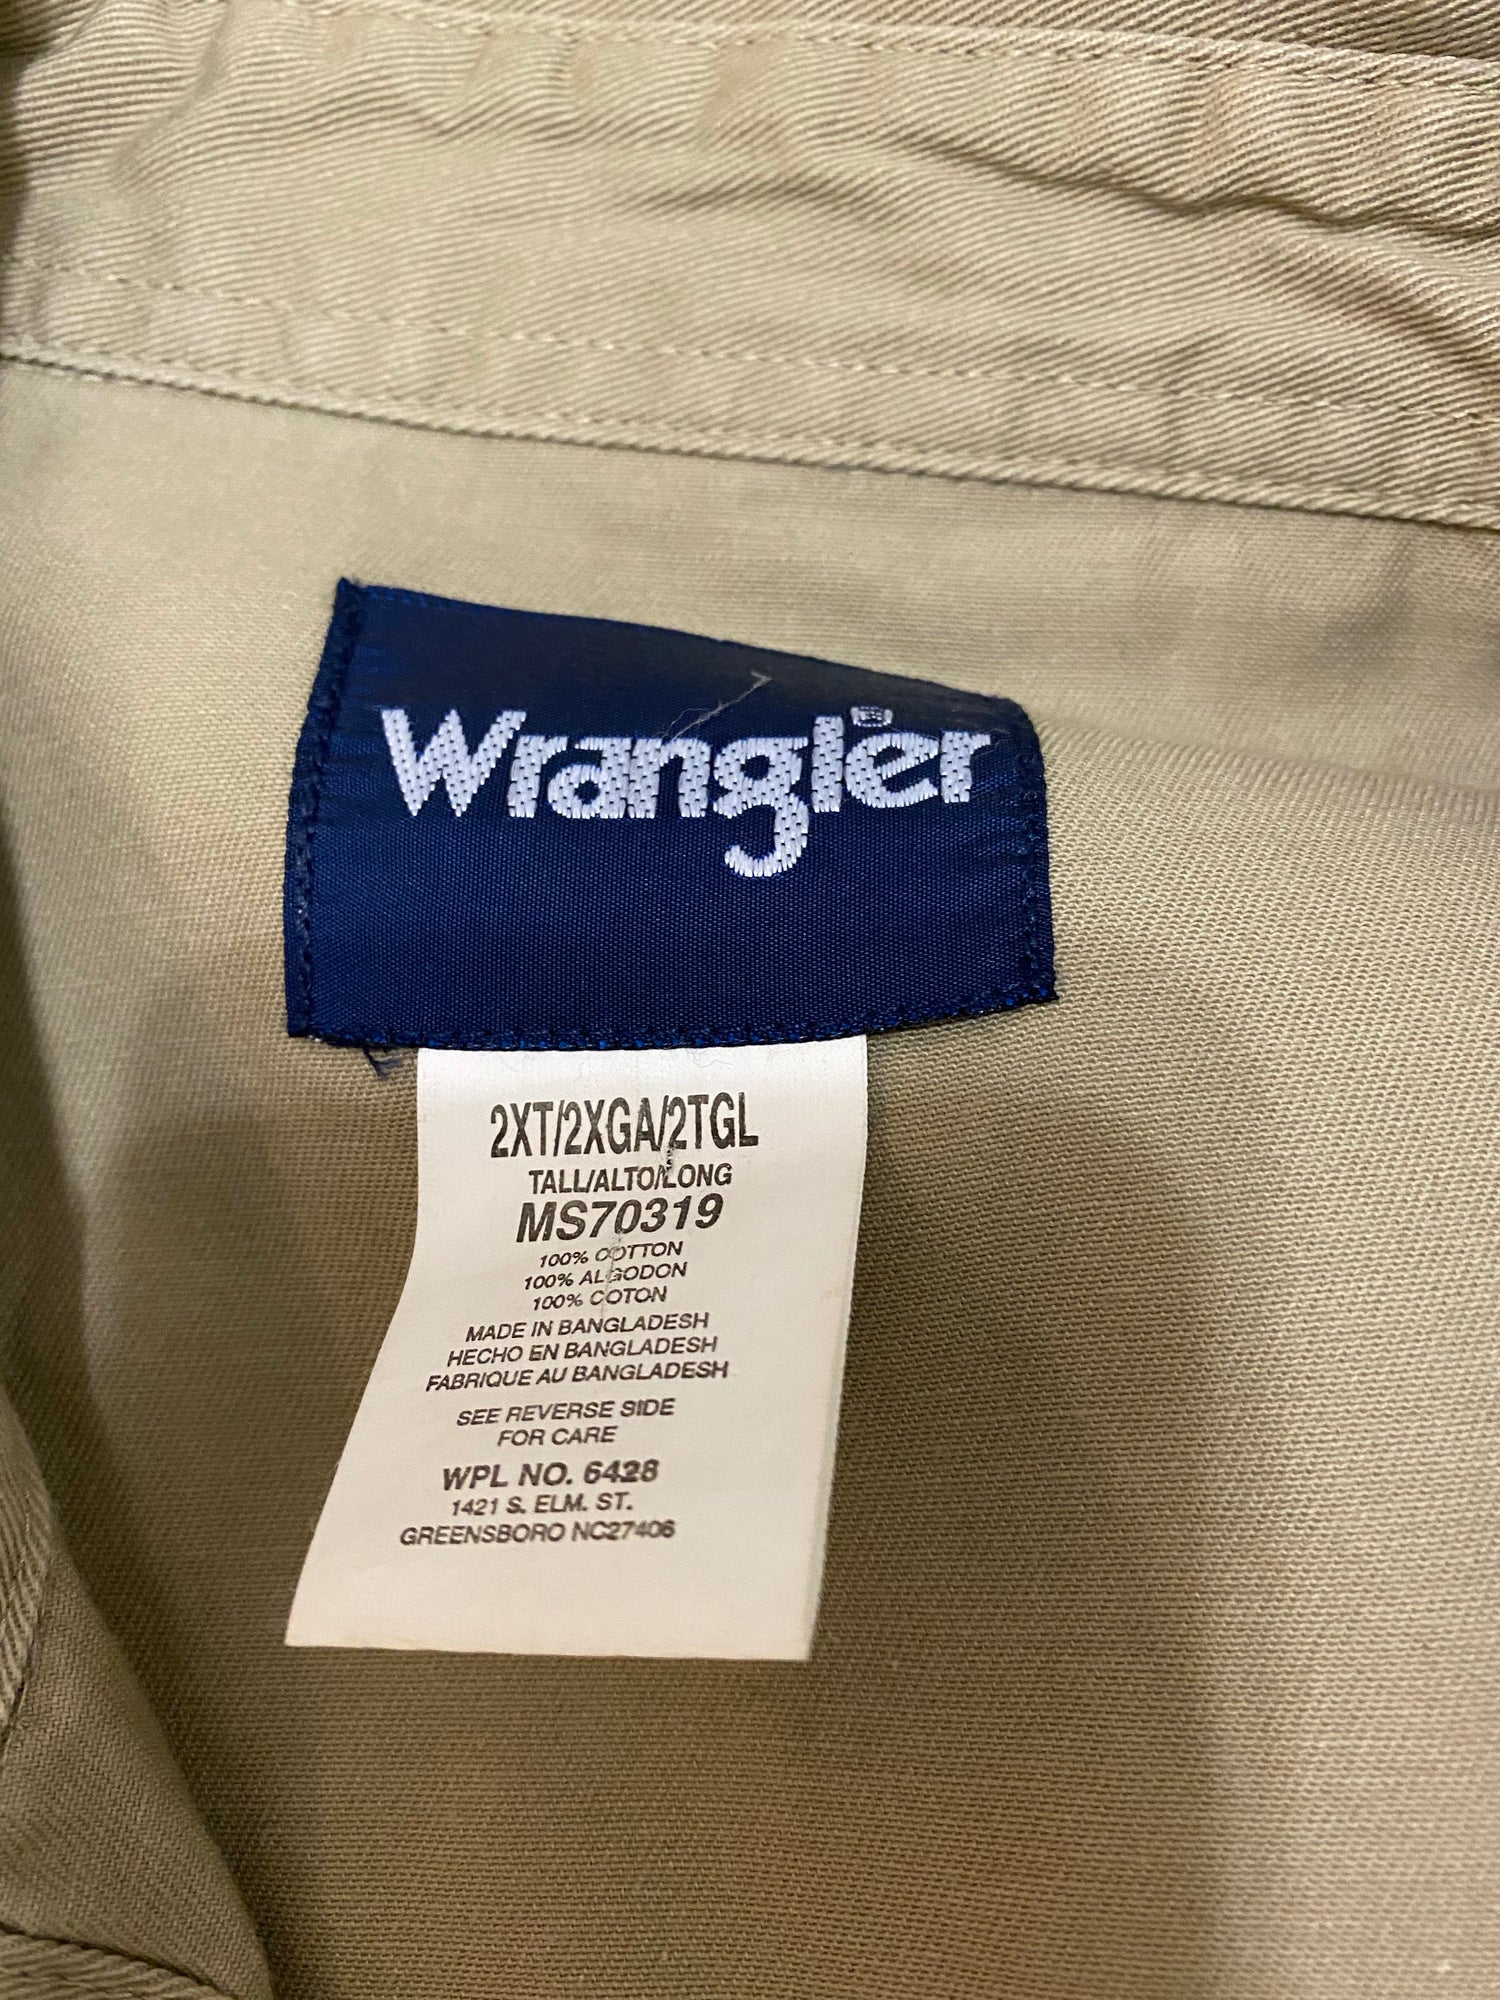 Wrangler
2XT/2XGA/2TGL
TALL/ALTO/LONG
MS70319
100% COTTON
100% ALGODON
100% COTON
MADE IN BANGLADESH
HECHO EN BANGLADESH
FABRIQUE AU BANGLADESH
SEE REVERSE SIDE
FOR CARE
WPL NO. 6428
1421 S. ELM. ST.
GREENSBORO NC27406